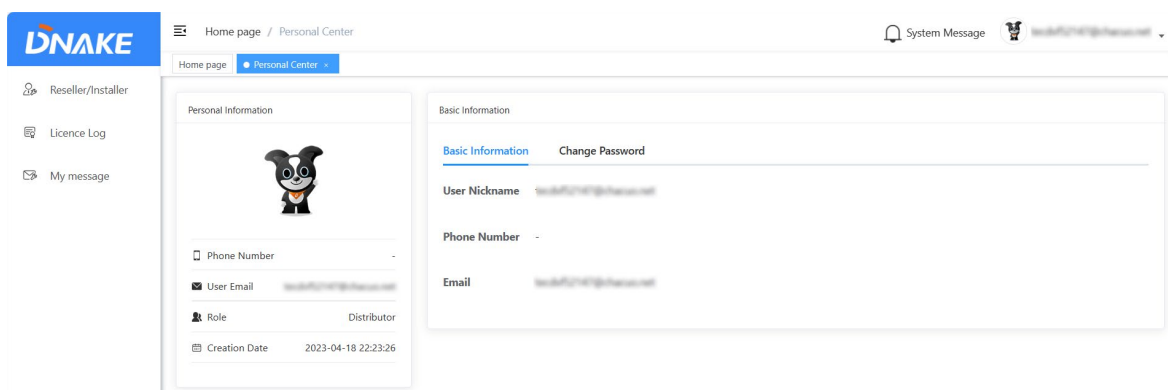 DNAKE
Home page / Personal Center
System Message
Home page
Personal Center ×
Reseller/Installer
Licence Log
My message
Personal Information
Phone Number -
User Email
Role Distributor
Creation Date 2023-04-18 22:23:26
Basic Information
Basic Information Change Password
User Nickname
Phone Number -
Email